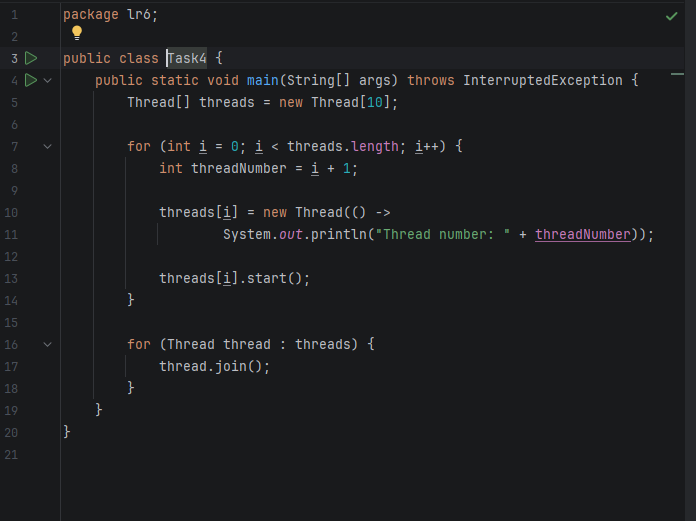 1 package lr6;
2
3 public class Task4 {
4 public static void main(String[] args) throws InterruptedException {
5 Thread[] threads = new Thread[10];
6
7 for (int i = 0; i < threads.length; i++) {
8 int threadNumber = i + 1;
9
10 threads[i] = new Thread(() ->
11 System.out.println("Thread number: " + threadNumber));
12
13 threads[i].start();
14 }
15
16 for (Thread thread : threads) {
17 thread.join();
18 }
19 }
20 }
21